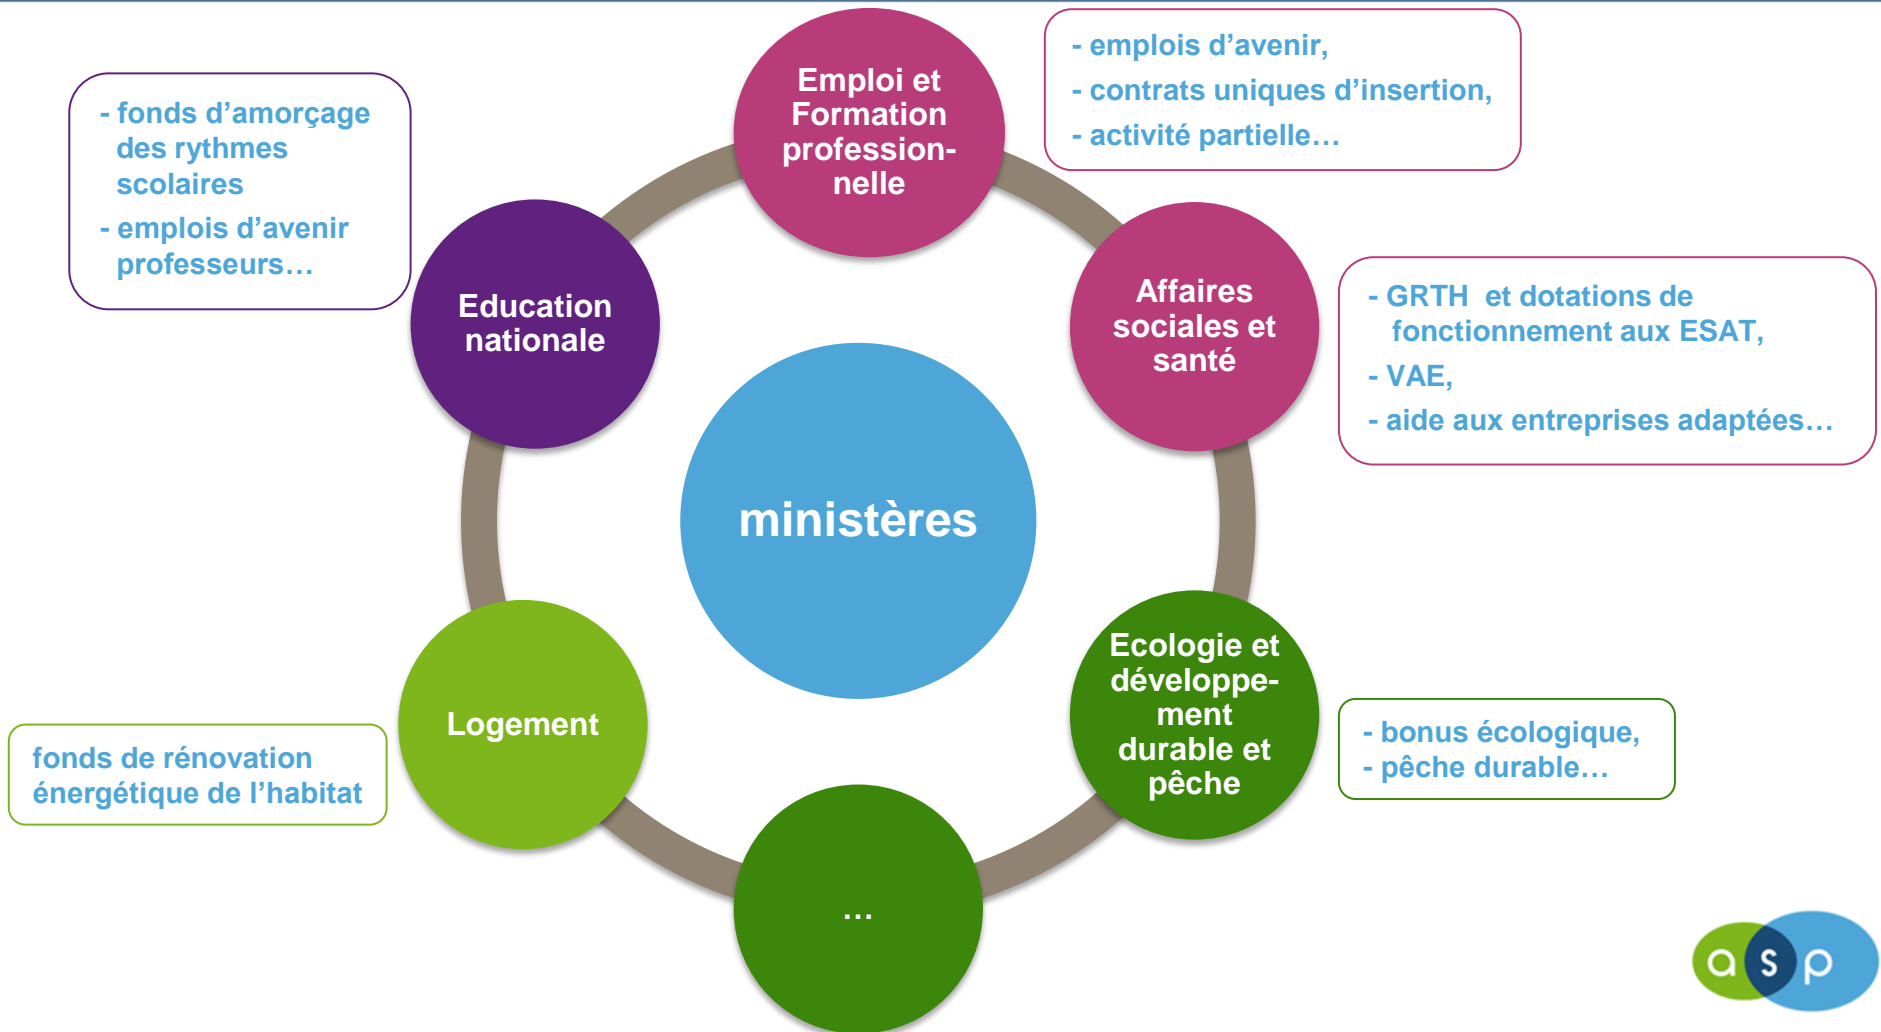 - emplois d'avenir,
- contrats uniques d'insertion,
- activité partielle…
Emploi et
Formation
profession-
nelle
- fonds d'amorçage
des rythmes
scolaires
- emplois d'avenir
professeurs…
Education
nationale
Affaires
sociales et
santé
- GRTH et dotations de
fonctionnement aux ESAT,
- VAE,
- aide aux entreprises adaptées…
ministères
Ecologie et
développe-
ment
durable et
pêche
- bonus écologique,
- pêche durable…
Logement
fonds de rénovation
énergétique de l'habitat
…
asp